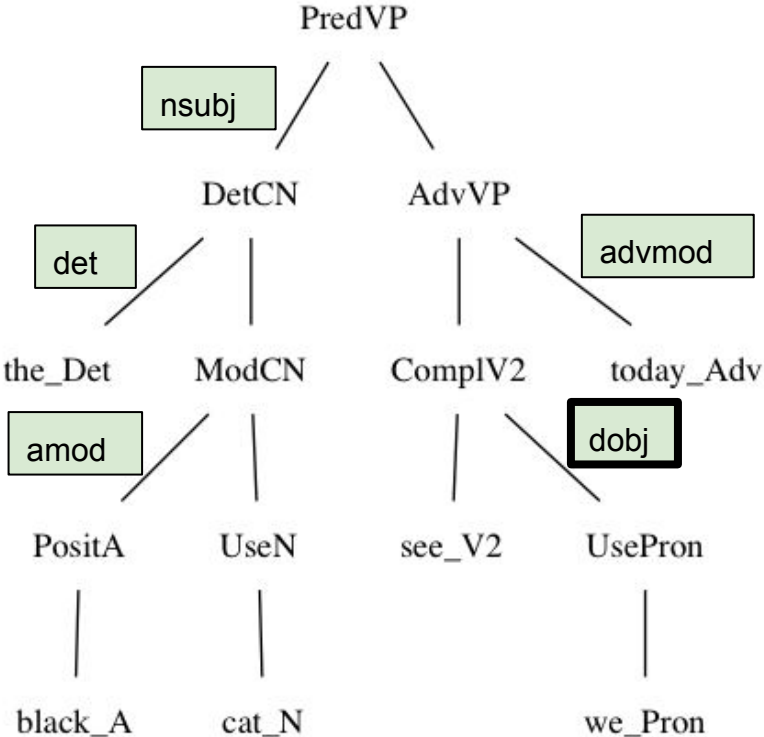 PredVP
nsubj
DetCN AdvVP
det advmod
the_Det ModCN ComplV2 today_Adv
amod dobj
PositA UseN see_V2 UsePron
black_A cat_N we_Pron